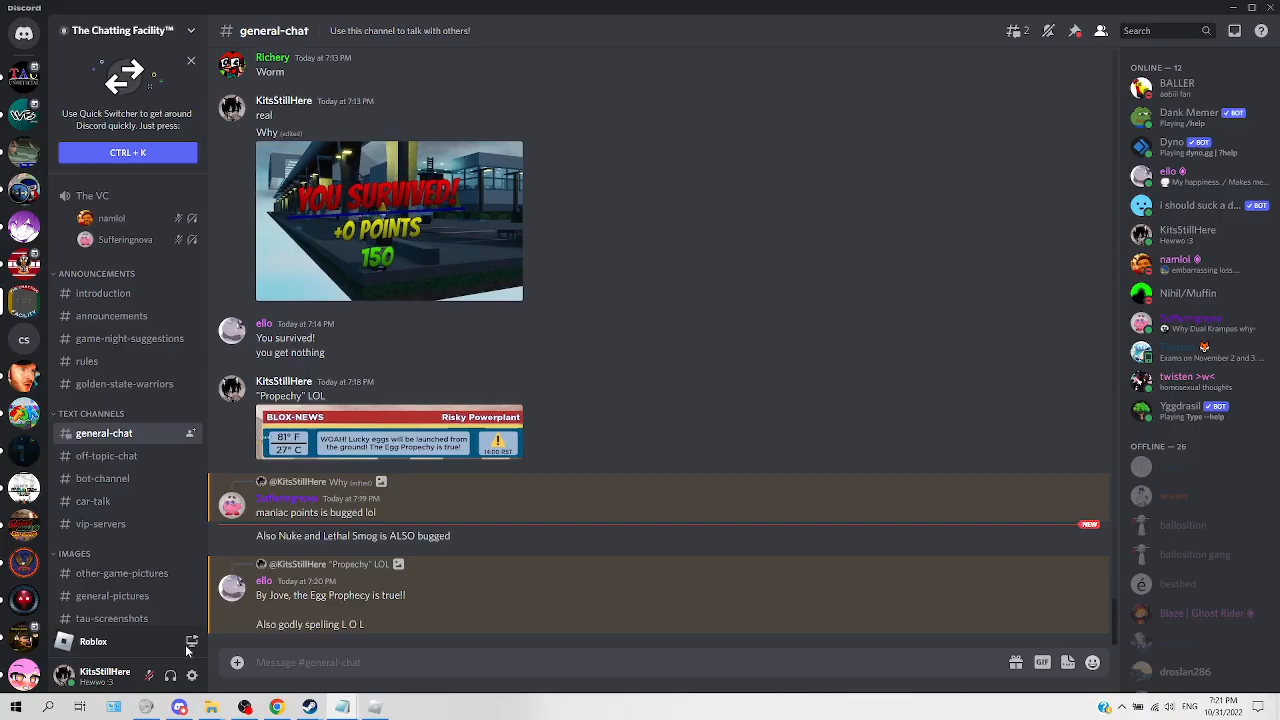 Discord
The Chatting Facility™
general-chat
Use this channel to talk with others!
2
Search
Use Quick Switcher to get around
Discord quickly. Just press:
CTRL + K
The VC
namlol
Sufferingnova
ANNOUNCEMENTS
introduction
announcements
game-night-suggestions
rules
golden-state-warriors
TEXT CHANNELS
general-chat
off-topic-chat
bot-channel
car-talk
vip-servers
IMAGES
other-game-pictures
general-pictures
tau-screenshots
Roblox
KitsStillHere
Hewwo :3
CS
Richery Today at 7:13 PM
Worm
KitsStillHere Today at 7:13 PM
real
Why (edited)
YOU SURVIVED!
+0 POINTS
150
ello Today at 7:14 PM
You survived!
you get nothing
KitsStillHere Today at 7:18 PM
"Propechy" LOL
BLOX-NEWS Risky Powerplant
81° F
27° C
WOAH! Lucky eggs will be launched from
the ground! The Egg Propechy is true!
14:00 RST
@KitsStillHere Why (edited)
Sufferingnova Today at 7:19 PM
maniac points is bugged lol
NEW
Also Nuke and Lethal Smog is ALSO bugged
@KitsStillHere "Propechy" LOL
ello Today at 7:20 PM
By Jove, the Egg Prophecy is true!!
Also godly spelling L O L
Message #general-chat
GIF
ONLINE — 12
BALLER
aobiii fan
Dank Memer BOT
Playing /help
Dyno BOT
Playing dyno.gg | ?help
ello
My happiness. / Makes me...
I should suck a d... BOT
KitsStillHere
Hewwo :3
namlol
embarrassing loss....
Nihil/Muffin
Sufferingnova
Why Dual Krampus why-
Exams on November 2 and 3. ...
twisten >w<
homosexual thoughts
Yggdrasil BOT
Playing Type --help
OFFLINE — 26
arawn
ballosition
ballosition gang
bestbed
Blaze | Ghost Rider
droslan286
ENG
7:21 PM
10/31/2022